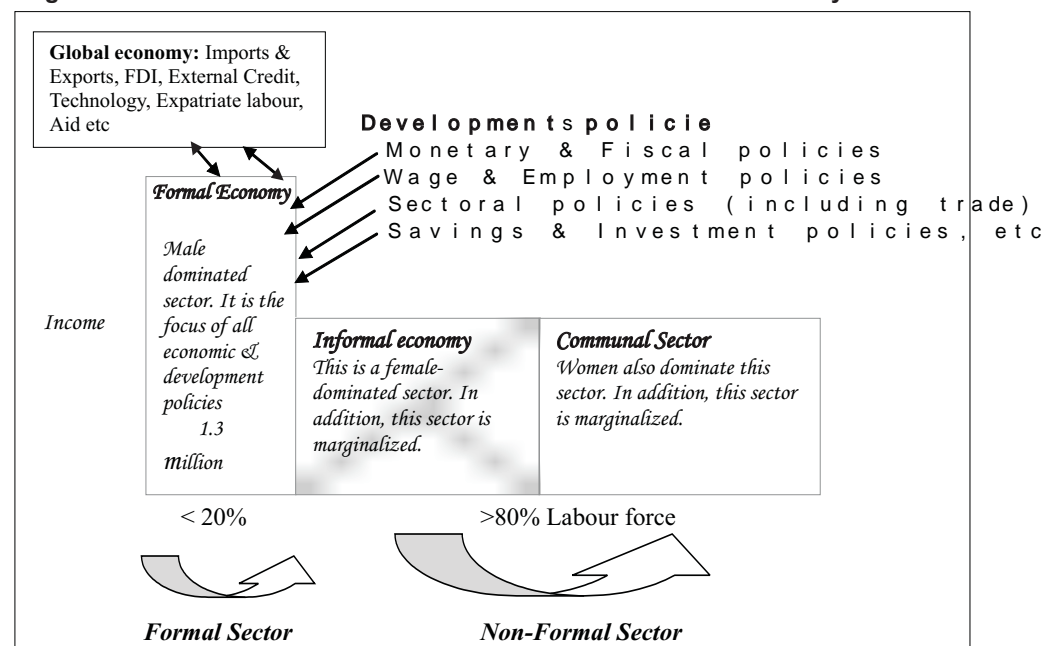 Global economy: Imports &
Exports, FDI, External Credit,
Technology, Expatriate labour,
Aid etc
Developments policie
Monetary & Fiscal policies
Wage & Employment policies
Sectoral policies (including trade)
Savings & Investment policies, etc
Formal Economy
Male
dominated
sector. It is the
focus of all
economic &
development
policies
1.3
million
Income
Informal economy
This is a female-
dominated sector. In
addition, this sector is
marginalized.
Communal Sector
Women also dominate this
sector. In addition, this sector
is marginalized.
< 20%
>80% Labour force
Formal Sector
Non-Formal Sector